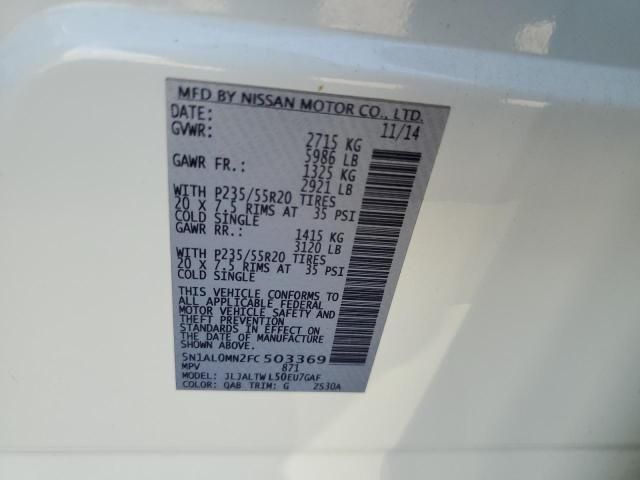 MFD BY NISSAN MOTOR CO., LTD.
DATE: 11/14
GVWR: 2715 KG
5986 LB
GAWR FR.: 1325 KG
2921 LB
WITH P235/55R20 TIRES
20 X 7.5 RIMS AT 35 PSI
COLD SINGLE
GAWR RR.: 1415 KG
3120 LB
WITH P235/55R20 TIRES
20 X 7.5 RIMS AT 35 PSI
COLD SINGLE
THIS VEHICLE CONFORMS TO
ALL APPLICABLE FEDERAL
MOTOR VEHICLE SAFETY AND
THEFT PREVENTION
STANDARDS IN EFFECT ON
THE DATE OF MANUFACTURE
SHOWN ABOVE.
5N1AL0MN2FC503369
MPV 871
MODEL: JLJALTWL50EU7GAF
COLOR: QAB TRIM: G 2530A